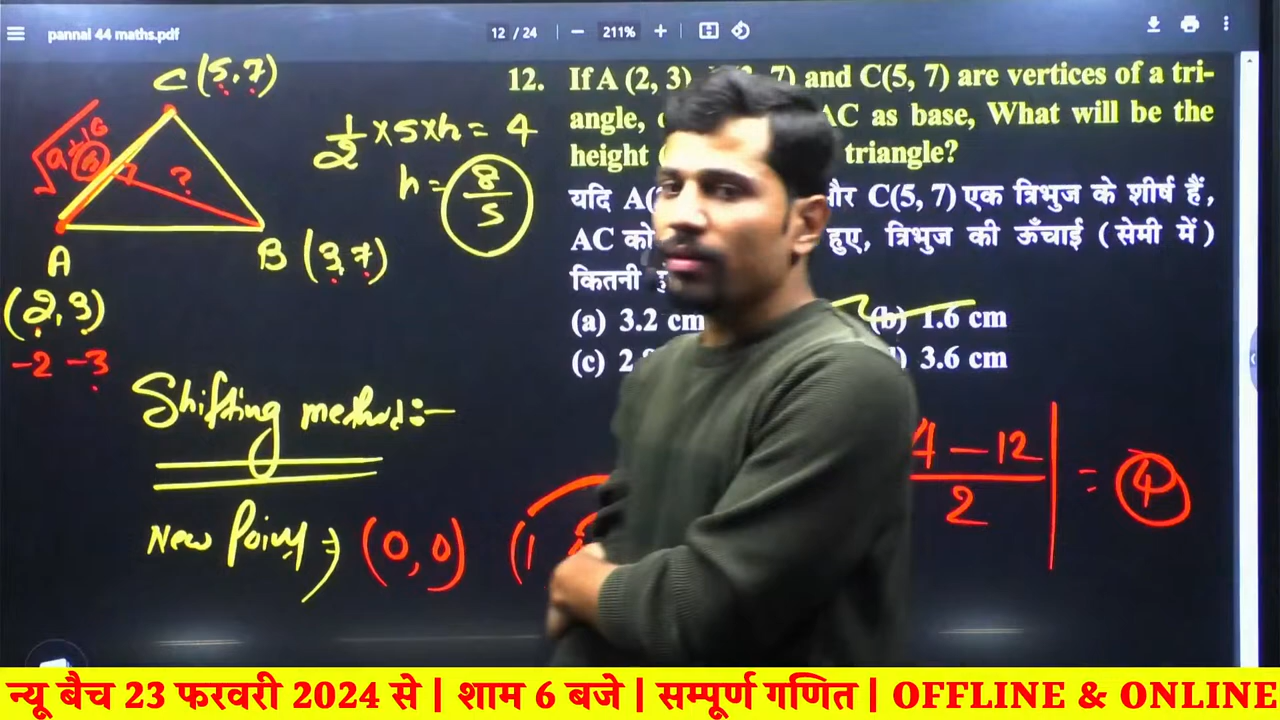 pannal 44 maths.pdf
12 / 24
211%
C (5, 7)
A
(2, 3)
-2 -3
B (3, 7)
?
1/2 × 5 × h = 4
h = 8/5
12. If A (2, 3), 7) and C(5, 7) are vertices of a tri-
angle, AC as base, What will be the
height triangle?
यदि C(5, 7) एक त्रिभुज के शीर्ष हैं,
AC को हुए, त्रिभुज की ऊँचाई (सेमी में)
कितनी
(a) 3.2 cm (b) 1.6 cm
(c) 3.6 cm
Shifting method:-
New Point ⇒ (0, 0) (1
4 – 12
2
= 4
न्यू बैच 23 फरवरी 2024 से | शाम 6 बजे | सम्पूर्ण गणित | OFFLINE & ONLINE